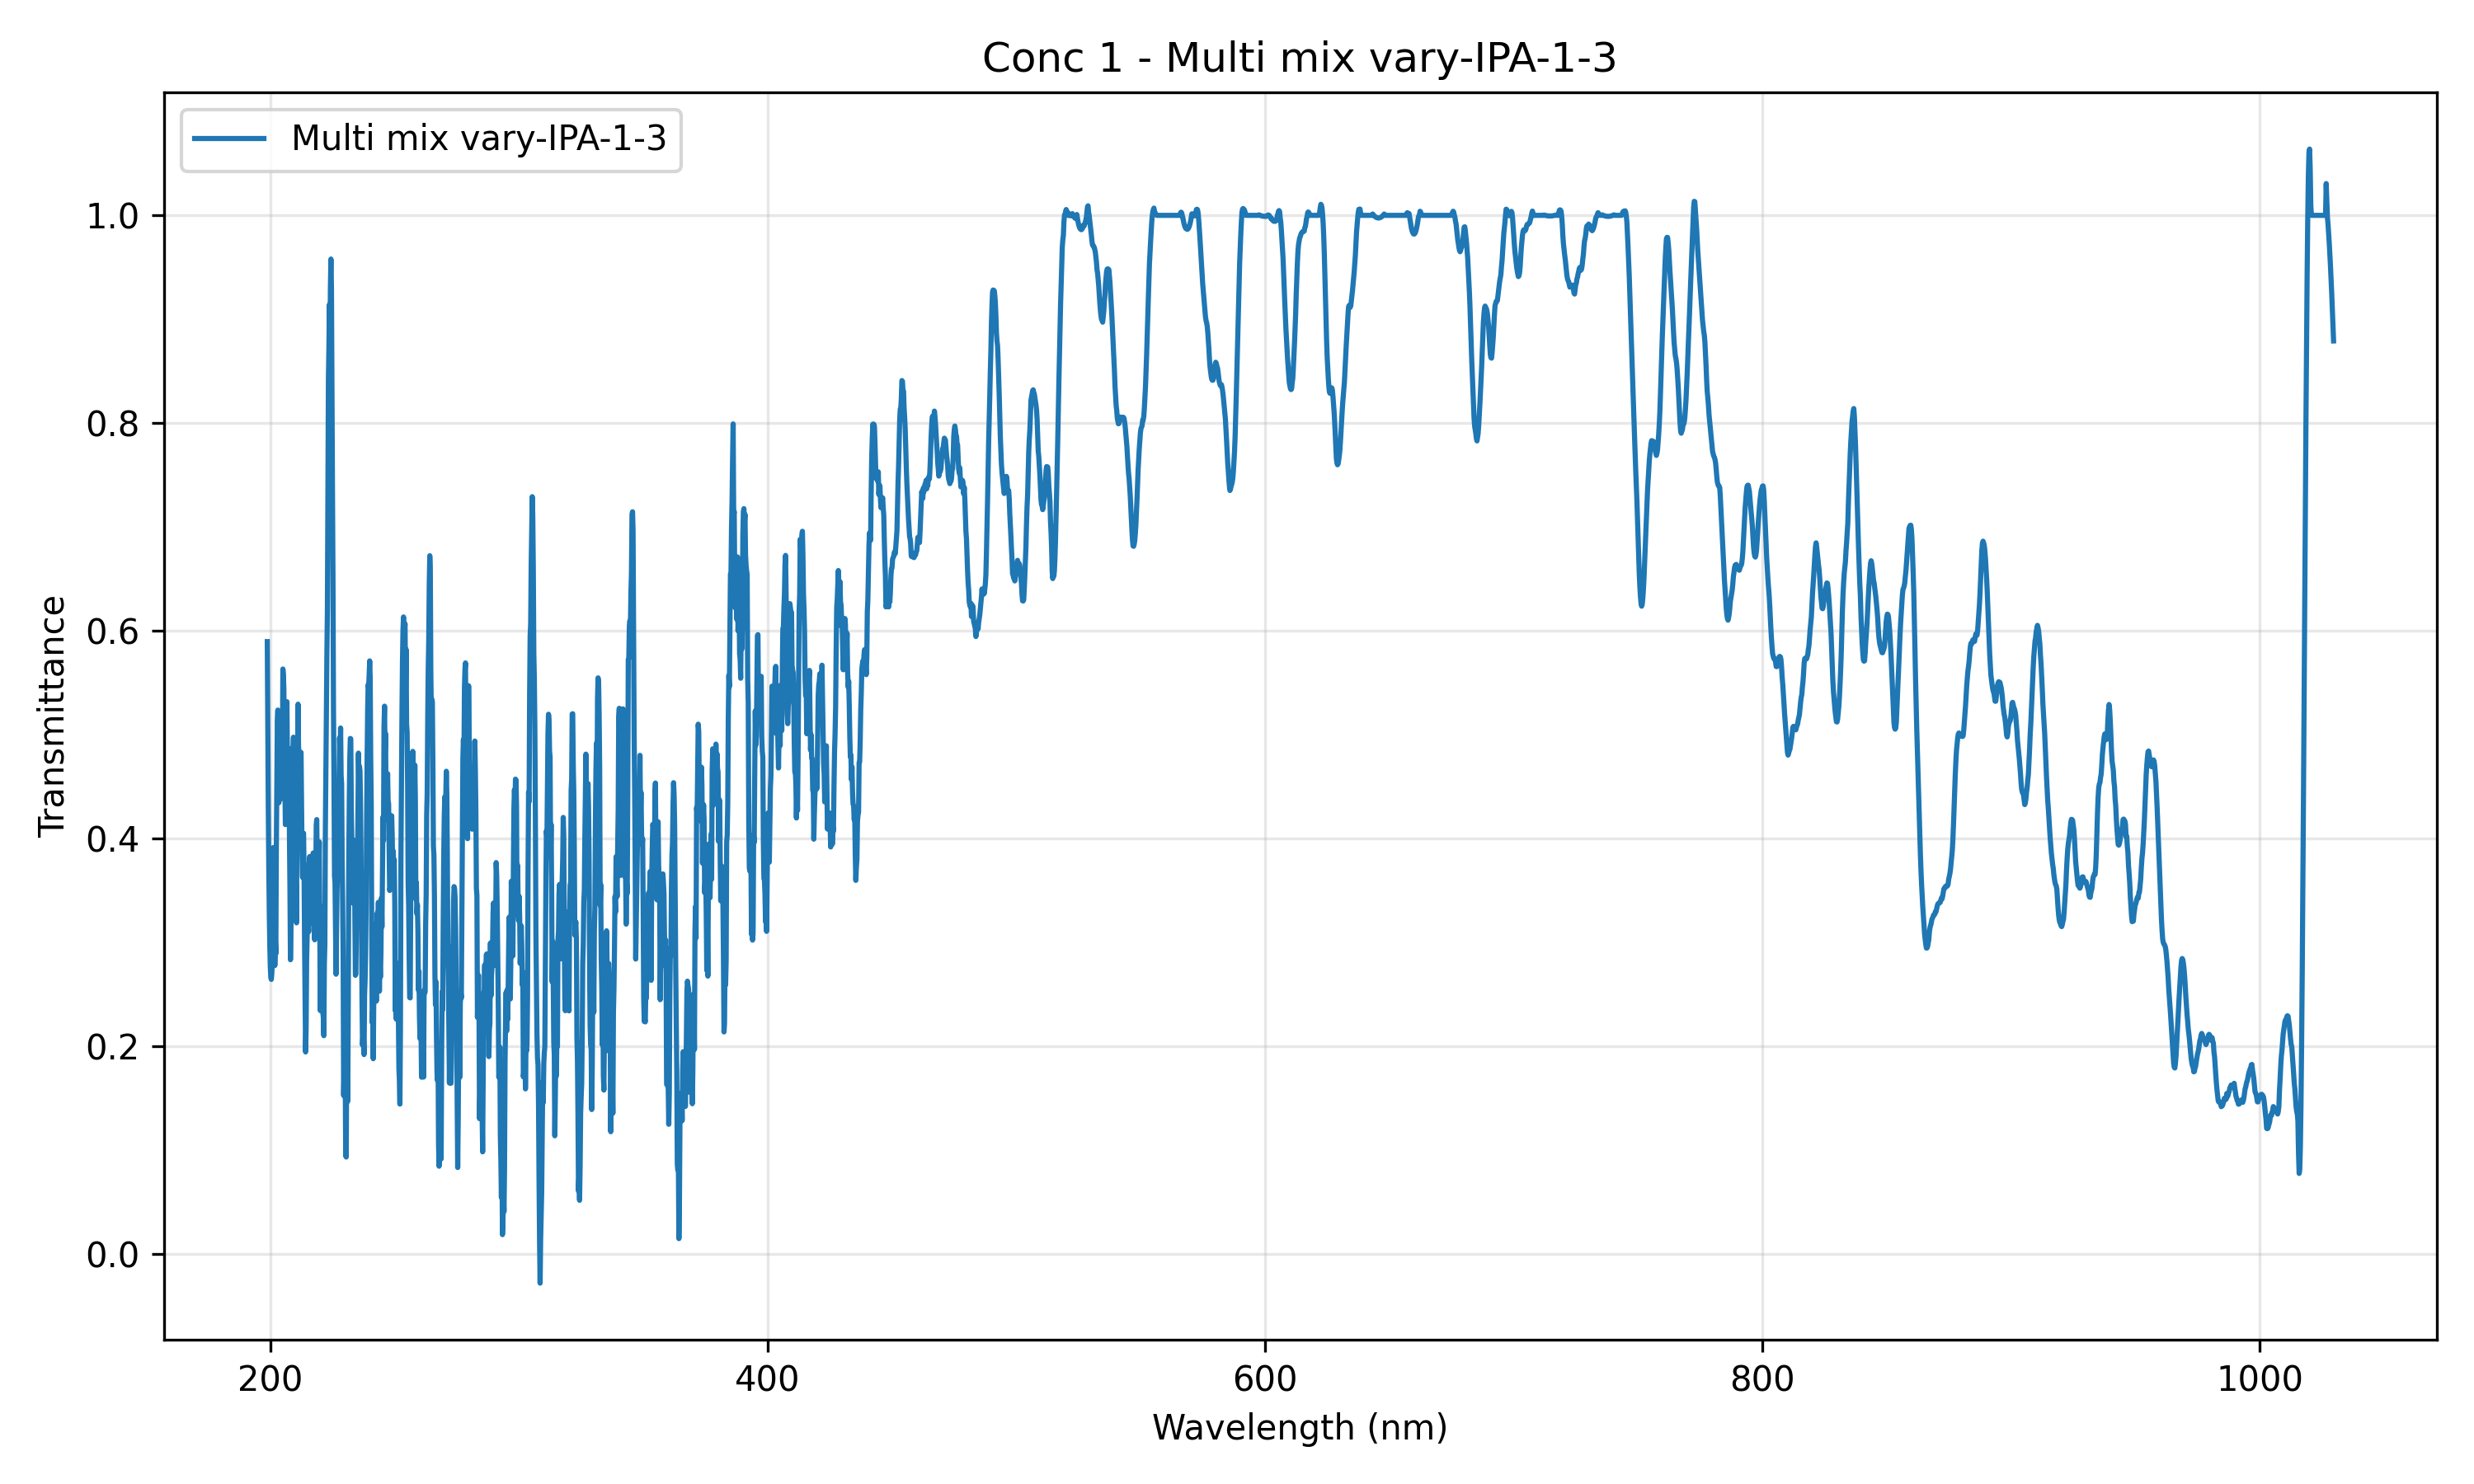 Conc 1 - Multi mix vary-IPA-1-3
Multi mix vary-IPA-1-3
1.0
0.8
0.6
0.4
0.2
0.0
Transmittance
200 400 600 800 1000
Wavelength (nm)